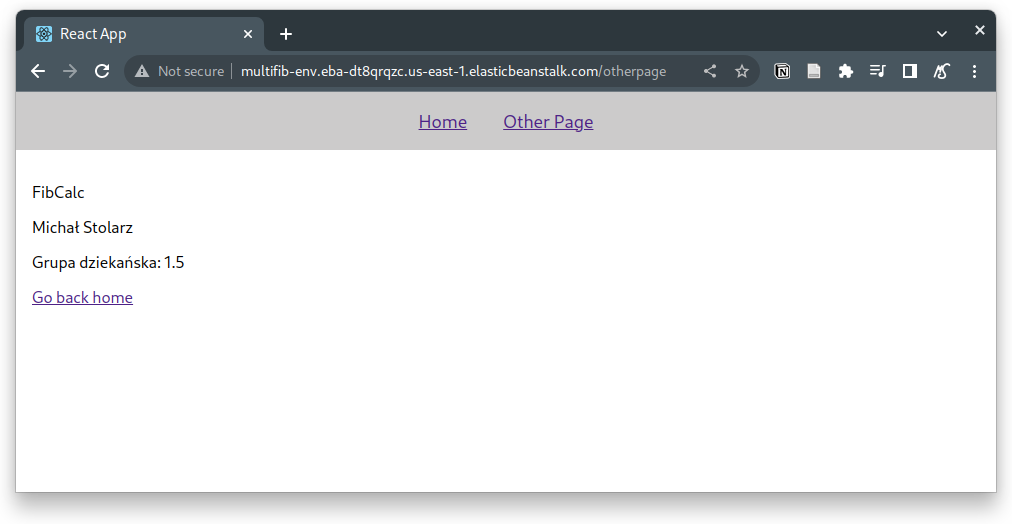 React App
Not secure multifib-env.eba-dt8qrqzc.us-east-1.elasticbeanstalk.com/otherpage
Home Other Page
FibCalc
Michał Stolarz
Grupa dziekańska: 1.5
Go back home